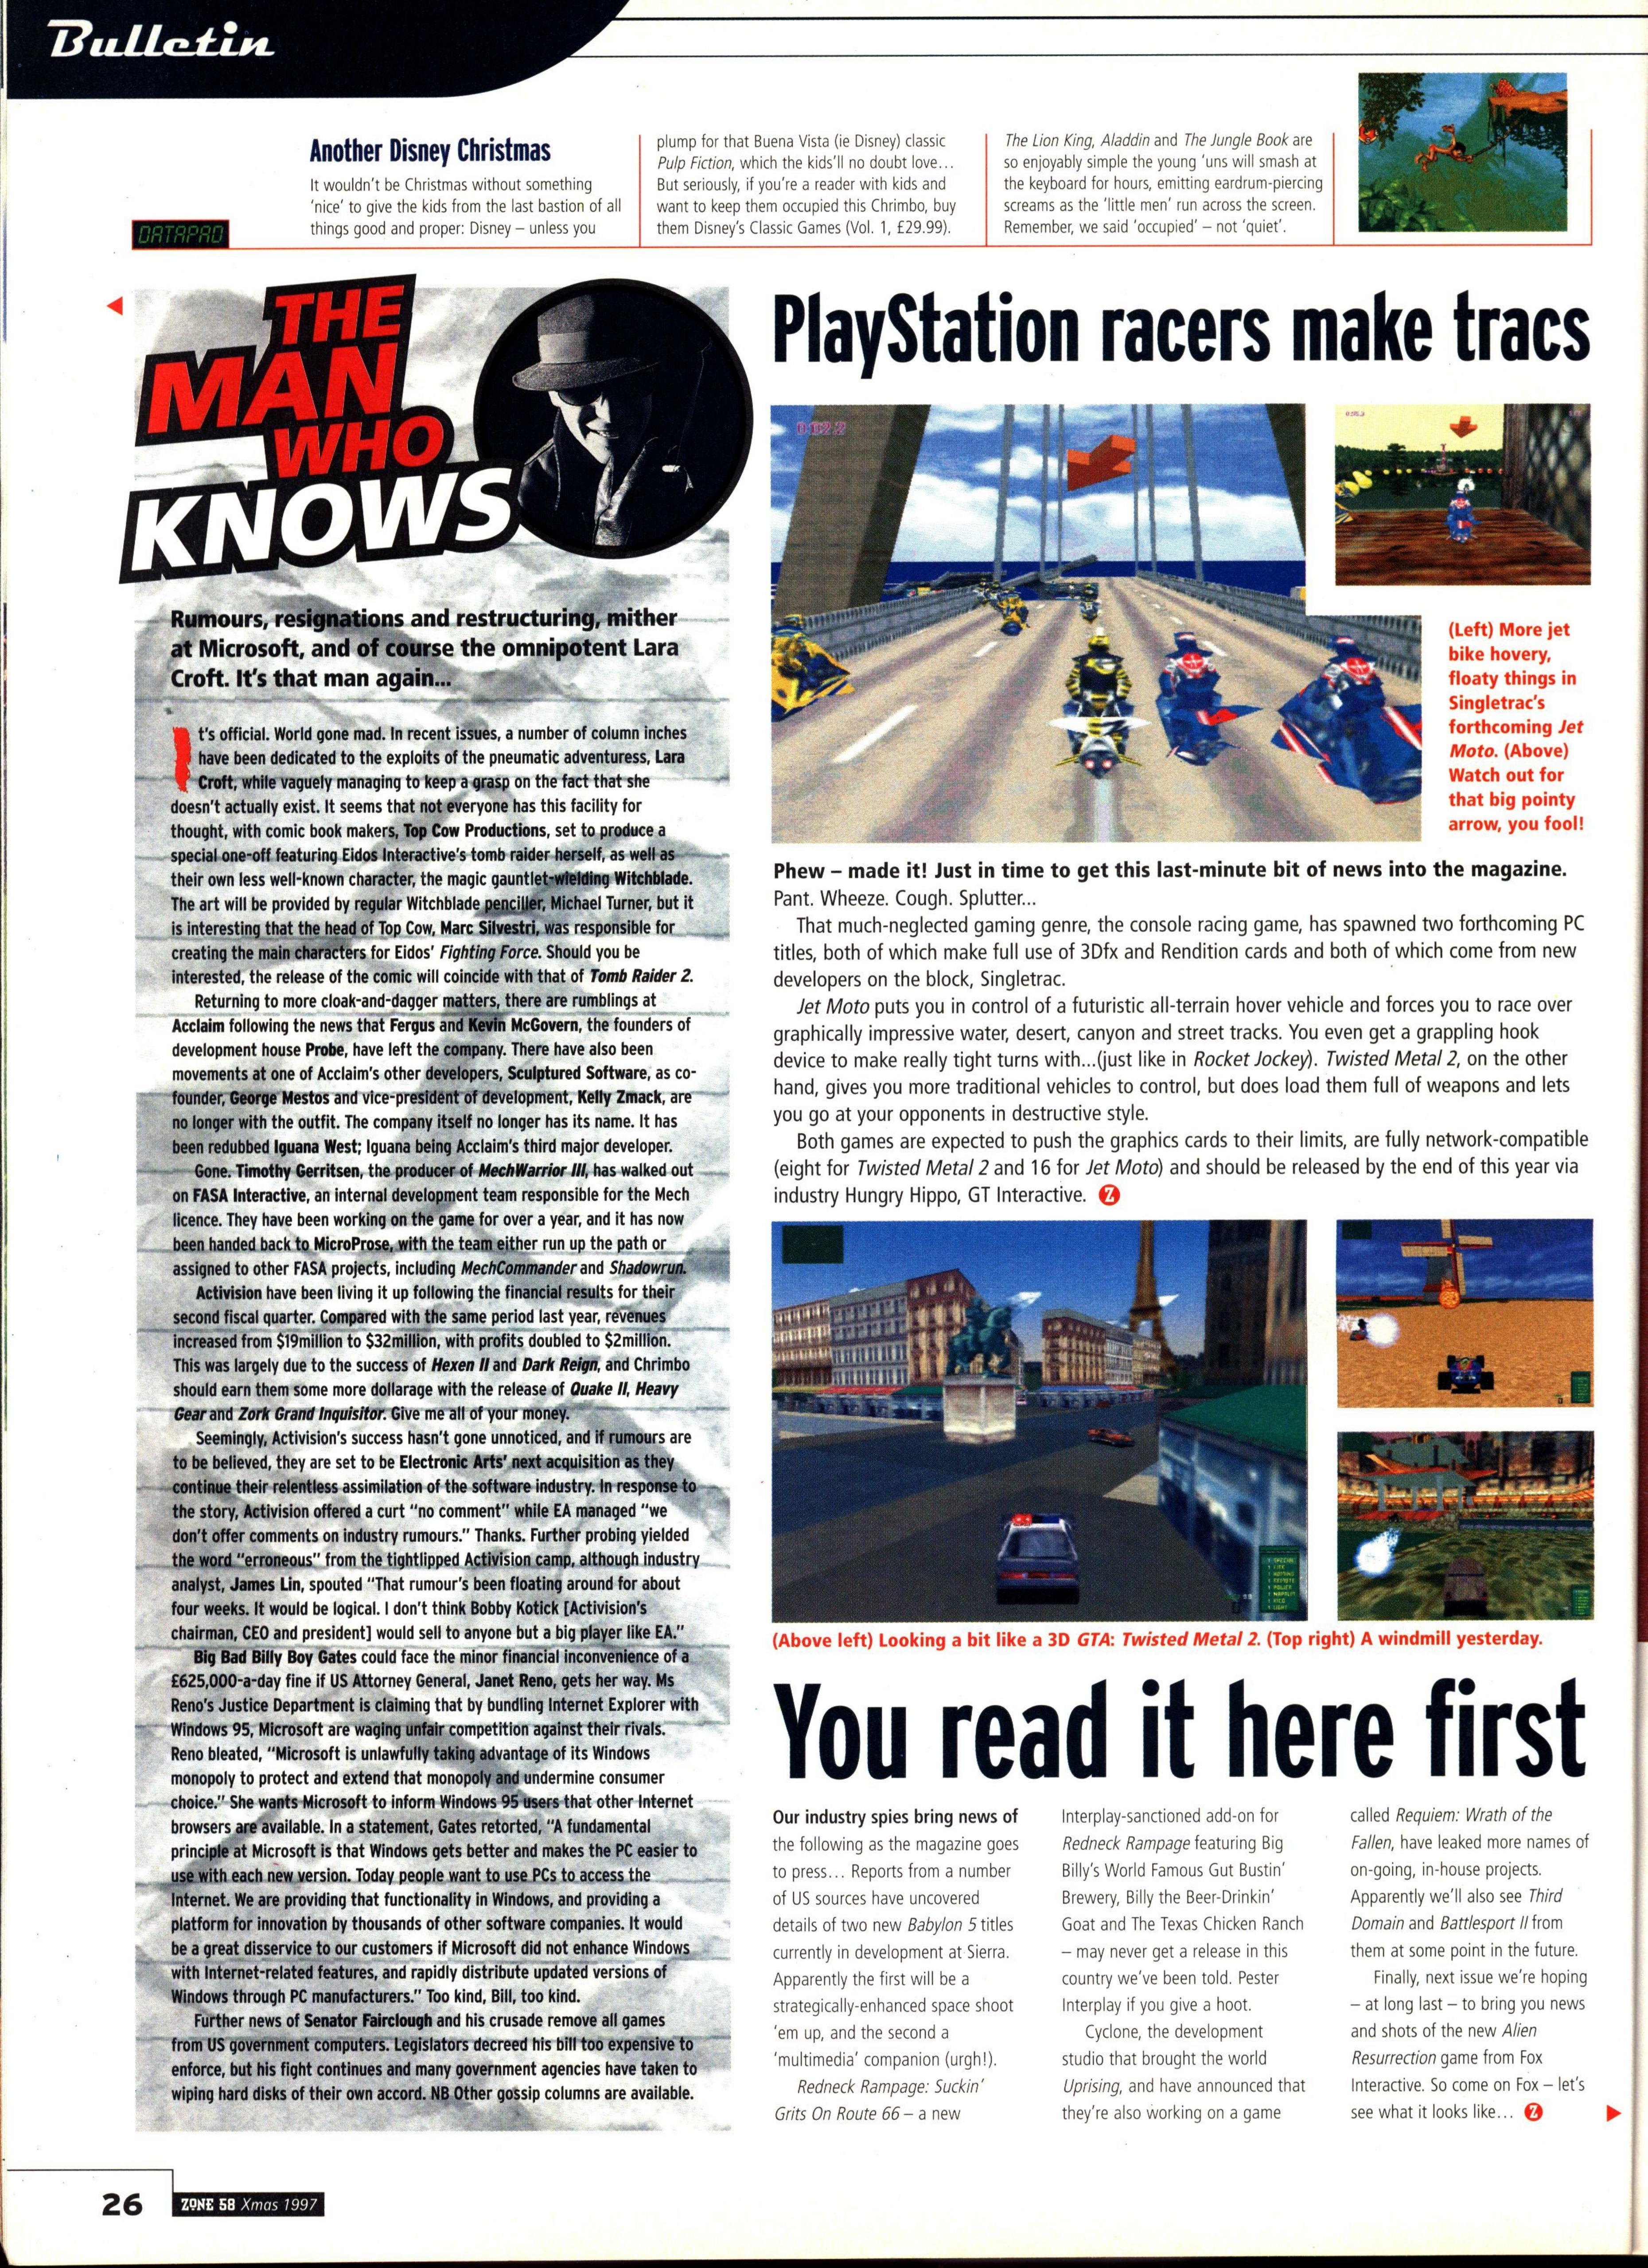 Bulletin
DATAPAD
Another Disney Christmas
It wouldn't be Christmas without something
'nice' to give the kids from the last bastion of all
things good and proper: Disney – unless you
plump for that Buena Vista (ie Disney) classic
Pulp Fiction, which the kids'll no doubt love...
But seriously, if you're a reader with kids and
want to keep them occupied this Chrimbo, buy
them Disney's Classic Games (Vol. 1, £29.99).
The Lion King, Aladdin and The Jungle Book are
so enjoyably simple the young 'uns will smash at
the keyboard for hours, emitting eardrum-piercing
screams as the 'little men' run across the screen.
Remember, we said 'occupied' – not 'quiet'.
THE
MAN
WHO
KNOWS
Rumours, resignations and restructuring, mither
at Microsoft, and of course the omnipotent Lara
Croft. It's that man again...
It's official. World gone mad. In recent issues, a number of column inches
have been dedicated to the exploits of the pneumatic adventuress, Lara
Croft, while vaguely managing to keep a grasp on the fact that she
doesn't actually exist. It seems that not everyone has this facility for
thought, with comic book makers, Top Cow Productions, set to produce a
special one-off featuring Eidos Interactive's tomb raider herself, as well as
their own less well-known character, the magic gauntlet-wielding Witchblade.
The art will be provided by regular Witchblade penciller, Michael Turner, but it
is interesting that the head of Top Cow, Marc Silvestri, was responsible for
creating the main characters for Eidos' Fighting Force. Should you be
interested, the release of the comic will coincide with that of Tomb Raider 2.
Returning to more cloak-and-dagger matters, there are rumblings at
Acclaim following the news that Fergus and Kevin McGovern, the founders of
development house Probe, have left the company. There have also been
movements at one of Acclaim's other developers, Sculptured Software, as co-
founder, George Mestos and vice-president of development, Kelly Zmack, are
no longer with the outfit. The company itself no longer has its name. It has
been redubbed Iguana West; Iguana being Acclaim's third major developer.
Gone. Timothy Gerritsen, the producer of MechWarrior III, has walked out
on FASA Interactive, an internal development team responsible for the Mech
licence. They have been working on the game for over a year, and it has now
been handed back to MicroProse, with the team either run up the path or
assigned to other FASA projects, including MechCommander and Shadowrun.
Activision have been living it up following the financial results for their
second fiscal quarter. Compared with the same period last year, revenues
increased from $19million to $32million, with profits doubled to $2million.
This was largely due to the success of Hexen II and Dark Reign, and Chrimbo
should earn them some more dollarage with the release of Quake II, Heavy
Gear and Zork Grand Inquisitor. Give me all of your money.
Seemingly, Activision's success hasn't gone unnoticed, and if rumours are
to be believed, they are set to be Electronic Arts' next acquisition as they
continue their relentless assimilation of the software industry. In response to
the story, Activision offered a curt "no comment" while EA managed "we
don't offer comments on industry rumours." Thanks. Further probing yielded
the word "erroneous" from the tightlipped Activision camp, although industry
analyst, James Lin, spouted "That rumour's been floating around for about
four weeks. It would be logical. I don't think Bobby Kotick [Activision's
chairman, CEO and president] would sell to anyone but a big player like EA."
Big Bad Billy Boy Gates could face the minor financial inconvenience of a
£625,000-a-day fine if US Attorney General, Janet Reno, gets her way. Ms
Reno's Justice Department is claiming that by bundling Internet Explorer with
Windows 95, Microsoft are waging unfair competition against their rivals.
Reno bleated, "Microsoft is unlawfully taking advantage of its Windows
monopoly to protect and extend that monopoly and undermine consumer
choice." She wants Microsoft to inform Windows 95 users that other Internet
browsers are available. In a statement, Gates retorted, "A fundamental
principle at Microsoft is that Windows gets better and makes the PC easier to
use with each new version. Today people want to use PCs to access the
Internet. We are providing that functionality in Windows, and providing a
platform for innovation by thousands of other software companies. It would
be a great disservice to our customers if Microsoft did not enhance Windows
with Internet-related features, and rapidly distribute updated versions of
Windows through PC manufacturers." Too kind, Bill, too kind.
Further news of Senator Fairclough and his crusade remove all games
from US government computers. Legislators decreed his bill too expensive to
enforce, but his fight continues and many government agencies have taken to
wiping hard disks of their own accord. NB Other gossip columns are available.
PlayStation racers make tracs
0:02.2
(Left) More jet
bike hovery,
floaty things in
Singletrac's
forthcoming Jet
Moto. (Above)
Watch out for
that big pointy
arrow, you fool!
Phew – made it! Just in time to get this last-minute bit of news into the magazine.
Pant. Wheeze. Cough. Splutter...
That much-neglected gaming genre, the console racing game, has spawned two forthcoming PC
titles, both of which make full use of 3Dfx and Rendition cards and both of which come from new
developers on the block, Singletrac.
Jet Moto puts you in control of a futuristic all-terrain hover vehicle and forces you to race over
graphically impressive water, desert, canyon and street tracks. You even get a grappling hook
device to make really tight turns with...(just like in Rocket Jockey). Twisted Metal 2, on the other
hand, gives you more traditional vehicles to control, but does load them full of weapons and lets
you go at your opponents in destructive style.
Both games are expected to push the graphics cards to their limits, are fully network-compatible
(eight for Twisted Metal 2 and 16 for Jet Moto) and should be released by the end of this year via
industry Hungry Hippo, GT Interactive. Z
(Above left) Looking a bit like a 3D GTA: Twisted Metal 2. (Top right) A windmill yesterday.
You read it here first
Our industry spies bring news of
the following as the magazine goes
to press... Reports from a number
of US sources have uncovered
details of two new Babylon 5 titles
currently in development at Sierra.
Apparently the first will be a
strategically-enhanced space shoot
'em up, and the second a
'multimedia' companion (urgh!).
Redneck Rampage: Suckin'
Grits On Route 66 – a new
Interplay-sanctioned add-on for
Redneck Rampage featuring Big
Billy's World Famous Gut Bustin'
Brewery, Billy the Beer-Drinkin'
Goat and The Texas Chicken Ranch
– may never get a release in this
country we've been told. Pester
Interplay if you give a hoot.
Cyclone, the development
studio that brought the world
Uprising, and have announced that
they're also working on a game
called Requiem: Wrath of the
Fallen, have leaked more names of
on-going, in-house projects.
Apparently we'll also see Third
Domain and Battlesport II from
them at some point in the future.
Finally, next issue we're hoping
– at long last – to bring you news
and shots of the new Alien
Resurrection game from Fox
Interactive. So come on Fox – let's
see what it looks like... Z
26
ZONE 58 Xmas 1997